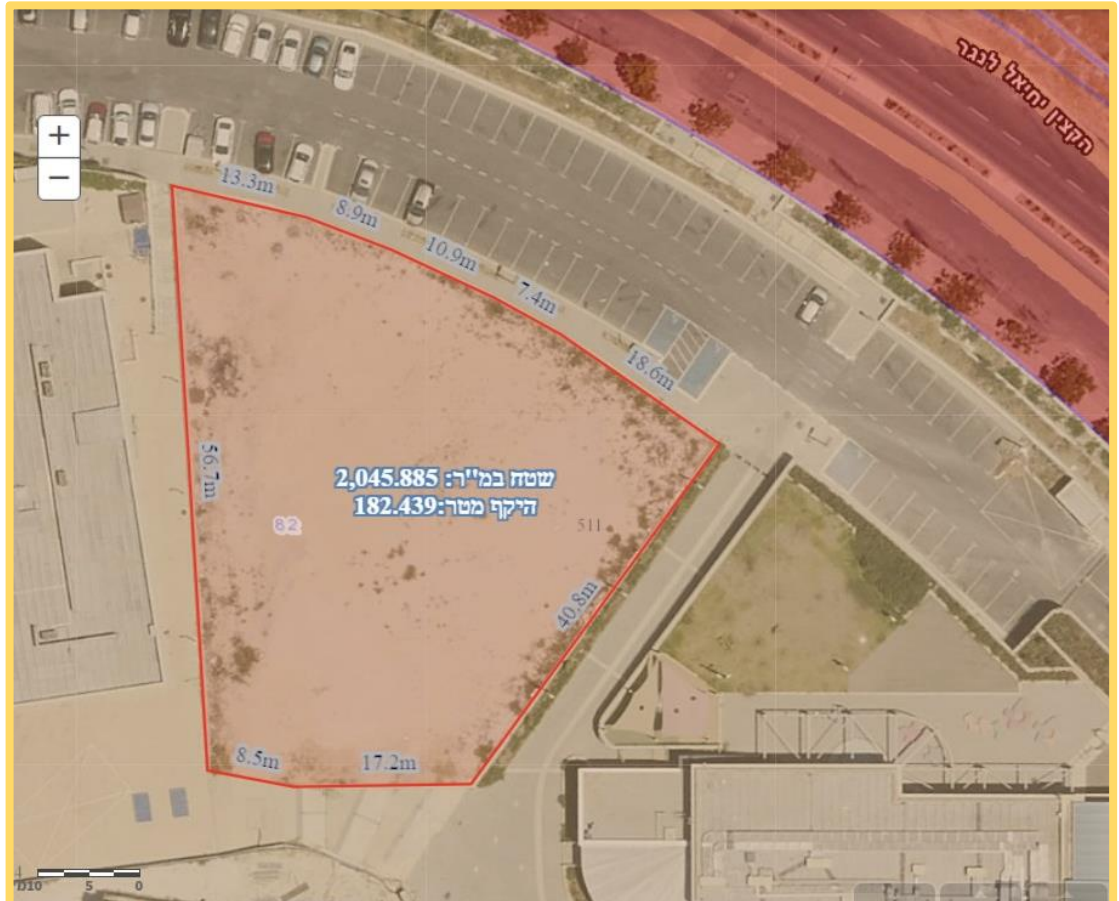 הקצין יחיאל לנגר
+
−
13.3m
8.9m
10.9m
7.4m
18.6m
56.7m
שטח במ"ר: 2,045.885
היקף מטר:182.439
82
511
40.8m
8.5m
17.2m
10מ' 5 0